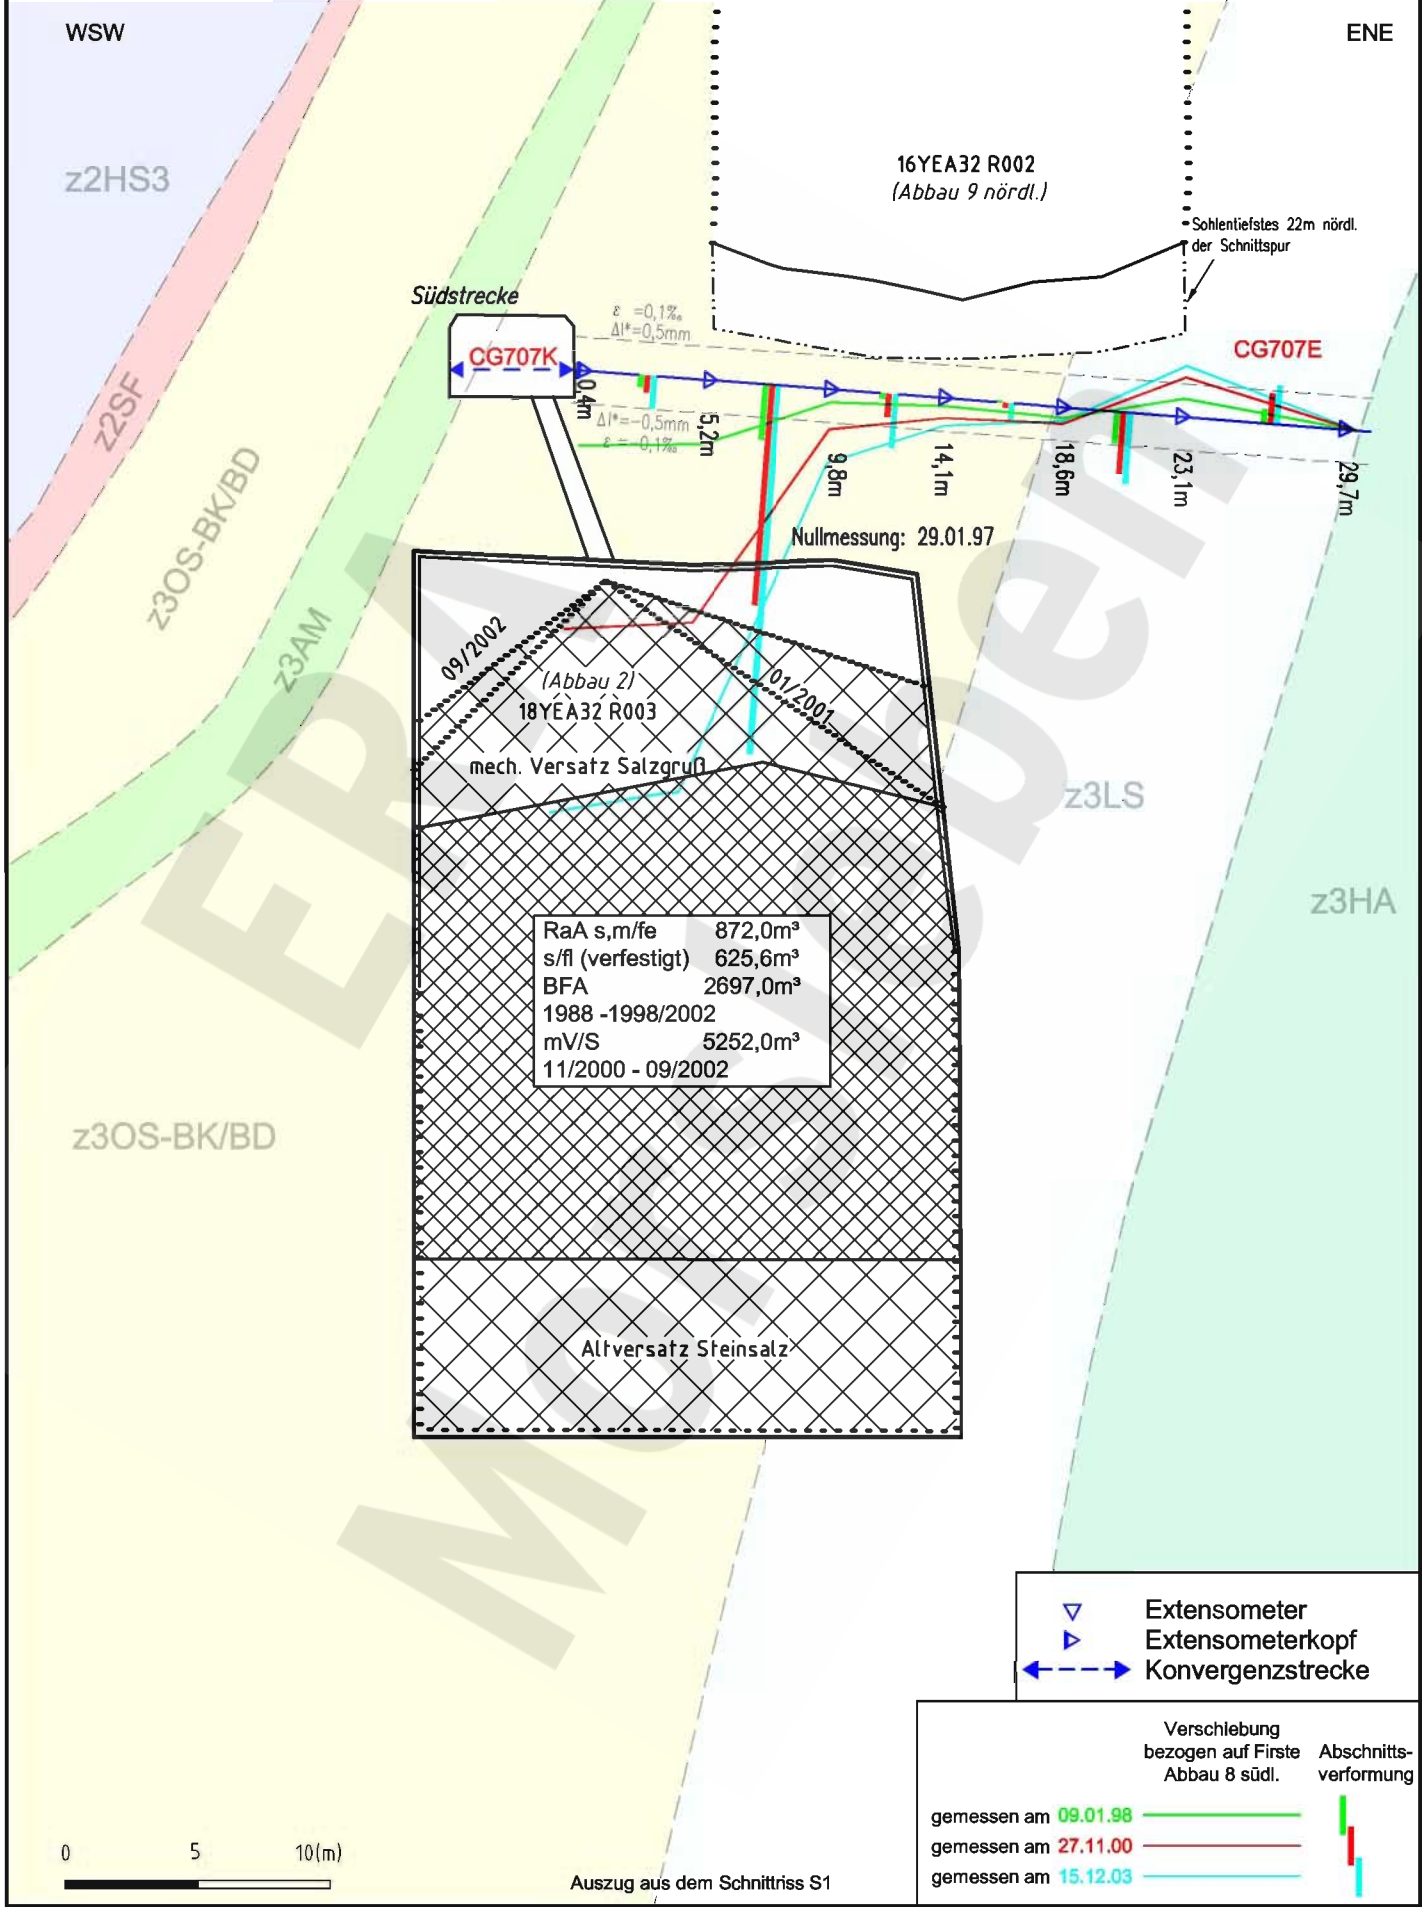 WSW
ENE
z2HS3
16YEA32 R002
(Abbau 9 nördl.)
Sohlentiefstes 22m nördl.
der Schnittspur
Südstrecke
ε =0,1‰
Δl*=0,5mm
CG707K
CG707E
0,4m
Δl*=-0,5mm
ε =-0,1‰
5,2m
9,8m
14,1m
18,6m
23,1m
29,7m
z2SF
z3OS-BK/BD
z3AM
Nullmessung: 29.01.97
09/2002
(Abbau 2)
18YEA32 R003
01/2001
mech. Versatz Salzgruß
z3LS
z3HA
RaA s,m/fe 872,0m³
s/fl (verfestigt) 625,6m³
BFA 2697,0m³
1988 -1998/2002
mV/S 5252,0m³
11/2000 - 09/2002
z3OS-BK/BD
Altversatz Steinsalz
ERA
Morsleben
Extensometer
Extensometerkopf
Konvergenzstrecke
Verschiebung
bezogen auf Firste
Abbau 8 südl.
Abschnitts-
verformung
gemessen am 09.01.98
gemessen am 27.11.00
gemessen am 15.12.03
0 5 10(m)
Auszug aus dem Schnittriss S1